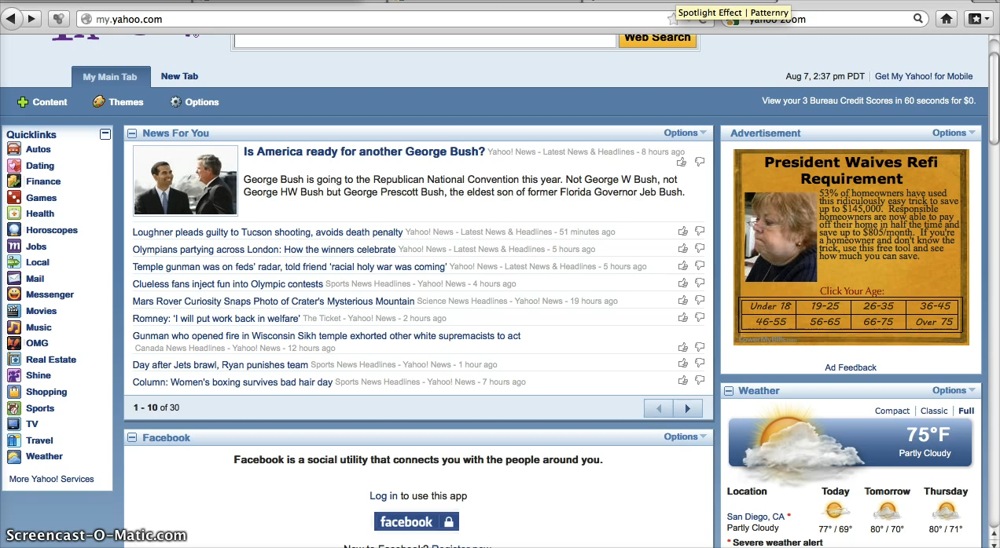 Spotlight Effect | Patternry
my.yahoo.com
yahoo zoom
Web Search
My Main Tab
New Tab
Aug 7, 2:37 pm PDT | Get My Yahoo! for Mobile
Content
Themes
Options
View your 3 Bureau Credit Scores in 60 seconds for $0.
Quicklinks
Autos
Dating
Finance
Games
Health
Horoscopes
Jobs
Local
Mail
Messenger
Movies
Music
OMG
Real Estate
Shine
Shopping
Sports
TV
Travel
Weather
More Yahoo! Services
News For You
Options
Is America ready for another George Bush? Yahoo! News - Latest News & Headlines - 8 hours ago
George Bush is going to the Republican National Convention this year. Not George W Bush, not
George HW Bush but George Prescott Bush, the eldest son of former Florida Governor Jeb Bush.
Loughner pleads guilty to Tucson shooting, avoids death penalty Yahoo! News - Latest News & Headlines - 51 minutes ago
Olympians partying across London: How the winners celebrate Yahoo! News - Latest News & Headlines - 5 hours ago
Temple gunman was on feds' radar, told friend 'racial holy war was coming' Yahoo! News - Latest News & Headlines - 5 hours ago
Clueless fans inject fun into Olympic contests Sports News Headlines - Yahoo! News - 4 hours ago
Mars Rover Curiosity Snaps Photo of Crater's Mysterious Mountain Science News Headlines - Yahoo! News - 19 hours ago
Romney: 'I will put work back in welfare' The Ticket - Yahoo! News - 2 hours ago
Gunman who opened fire in Wisconsin Sikh temple exhorted other white supremacists to act
Canada News Headlines - Yahoo! News - 12 hours ago
Day after Jets brawl, Ryan punishes team Sports News Headlines - Yahoo! News - 1 hour ago
Column: Women's boxing survives bad hair day Sports News Headlines - Yahoo! News - 7 hours ago
1 - 10 of 30
Facebook
Options
Facebook is a social utility that connects you with the people around you.
Log in to use this app
facebook
New to Facebook? Register now
Advertisement
Options
President Waives Refi
Requirement
53% of homeowners have used
this ridiculously easy trick to save
up to $145,000. Responsible
homeowners are now able to pay
off their home in half the time and
save up to $805/month. If you're
a homeowner and don't know the
trick, use this free tool and see
how much you can save.
Click Your Age:
Under 18 19-25 26-35 36-45
46-55 56-65 66-75 Over 75
LowerMyBills.com
Ad Feedback
Weather
Options
Compact | Classic | Full
75°F
Partly Cloudy
Location Today Tomorrow Thursday
San Diego, CA *
Partly Cloudy
77° / 69° 80° / 70° 80° / 71°
* Severe weather alert
Screencast-O-Matic.com